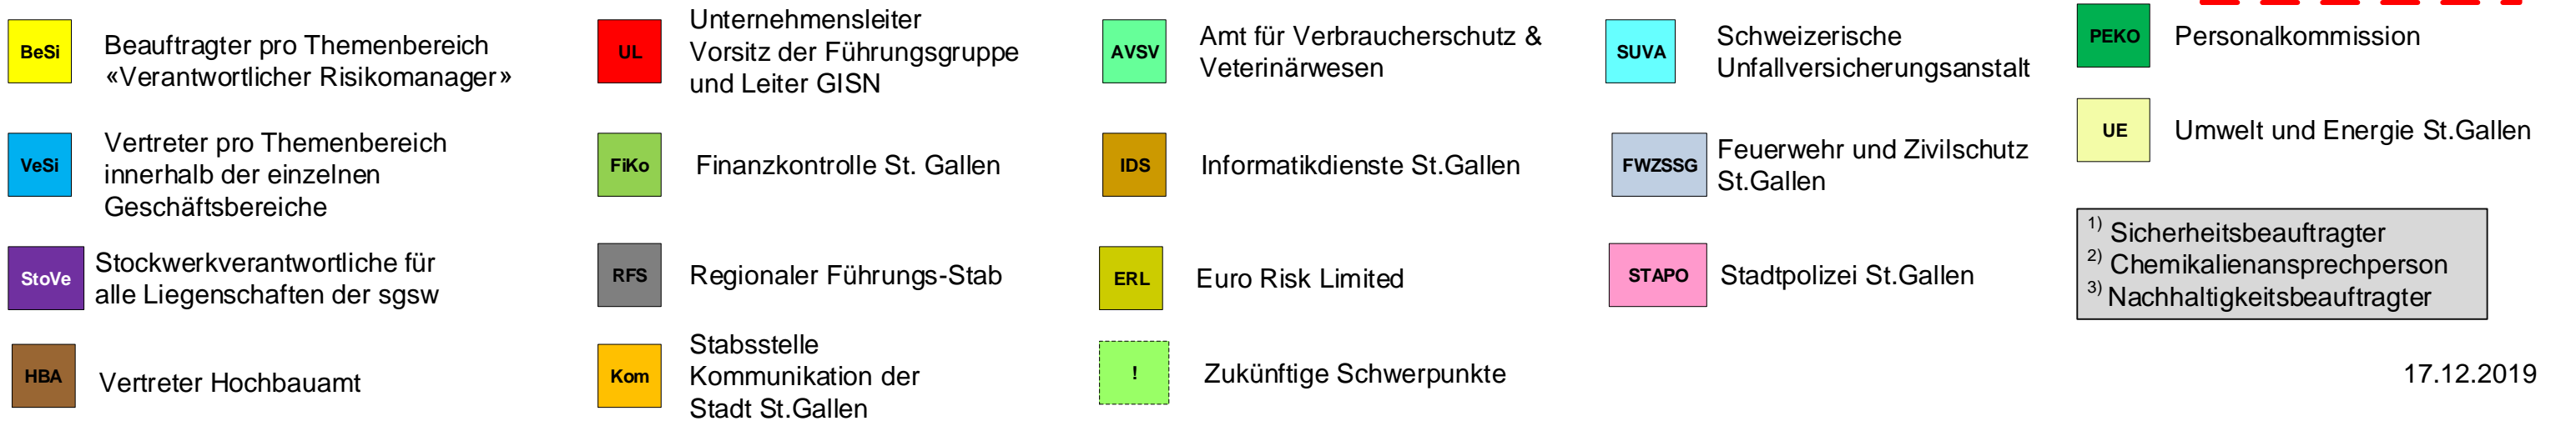 BeSi
Beauftragter pro Themenbereich
«Verantwortlicher Risikomanager»
VeSi
Vertreter pro Themenbereich
innerhalb der einzelnen
Geschäftsbereiche
StoVe
Stockwerkverantwortliche für
alle Liegenschaften der sgsw
HBA
Vertreter Hochbauamt
UL
Unternehmensleiter
Vorsitz der Führungsgruppe
und Leiter GISN
FiKo
Finanzkontrolle St. Gallen
RFS
Regionaler Führungs-Stab
Kom
Stabsstelle
Kommunikation der
Stadt St.Gallen
AVSV
Amt für Verbraucherschutz &
Veterinärwesen
IDS
Informatikdienste St.Gallen
ERL
Euro Risk Limited
!
Zukünftige Schwerpunkte
SUVA
Schweizerische
Unfallversicherungsanstalt
FWZSSG
Feuerwehr und Zivilschutz
St.Gallen
STAPO
Stadtpolizei St.Gallen
PEKO
Personalkommission
UE
Umwelt und Energie St.Gallen
1) Sicherheitsbeauftragter
2) Chemikalienansprechperson
3) Nachhaltigkeitsbeauftragter
17.12.2019